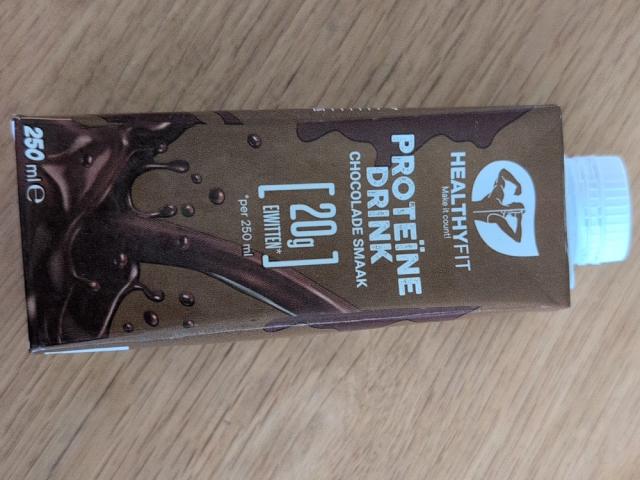 HEALTHYFIT
Make it count!
PROTEÏNE
DRINK
CHOCOLADE SMAAK
20g
EIWITTEN*
*per 250 ml
250 ml e